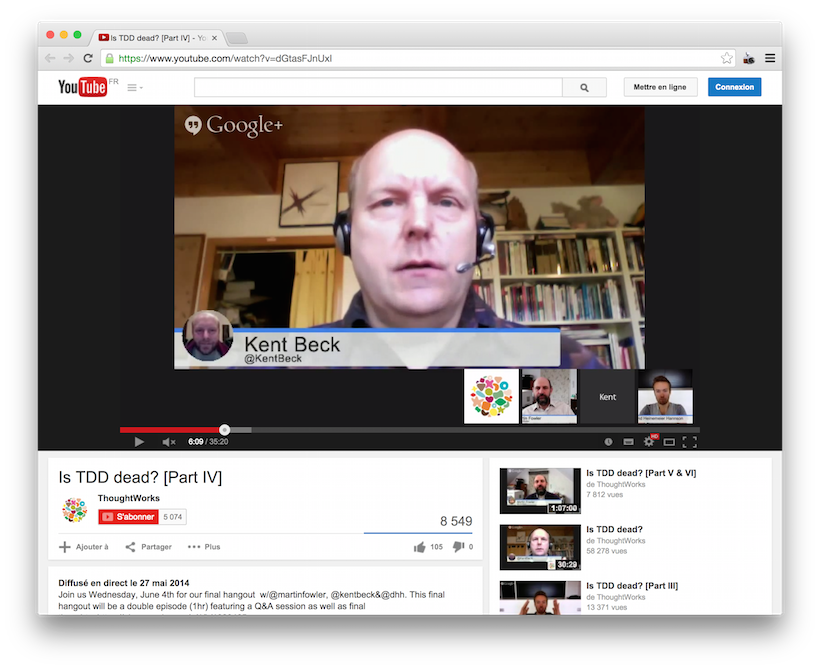 Is TDD dead? [Part IV] - Yo
https://www.youtube.com/watch?v=dGtasFJnUxI
YouTube FR
Mettre en ligne
Connexion
Google+
Kent Beck
@KentBeck
Kent
6:09 / 35:20
HD
Is TDD dead? [Part IV]
ThoughtWorks
S'abonner 5 074
8 549
Ajouter à Partager Plus 105 0
Diffusé en direct le 27 mai 2014
Join us Wednesday, June 4th for our final hangout w/@martinfowler, @kentbeck&@dhh. This final
hangout will be a double episode (1hr) featuring a Q&A session as well as final
Is TDD dead? [Part V & VI]
de ThoughtWorks
7 812 vues
1:07:00
Is TDD dead?
de ThoughtWorks
58 278 vues
30:29
Is TDD dead? [Part III]
de ThoughtWorks
13 371 vues